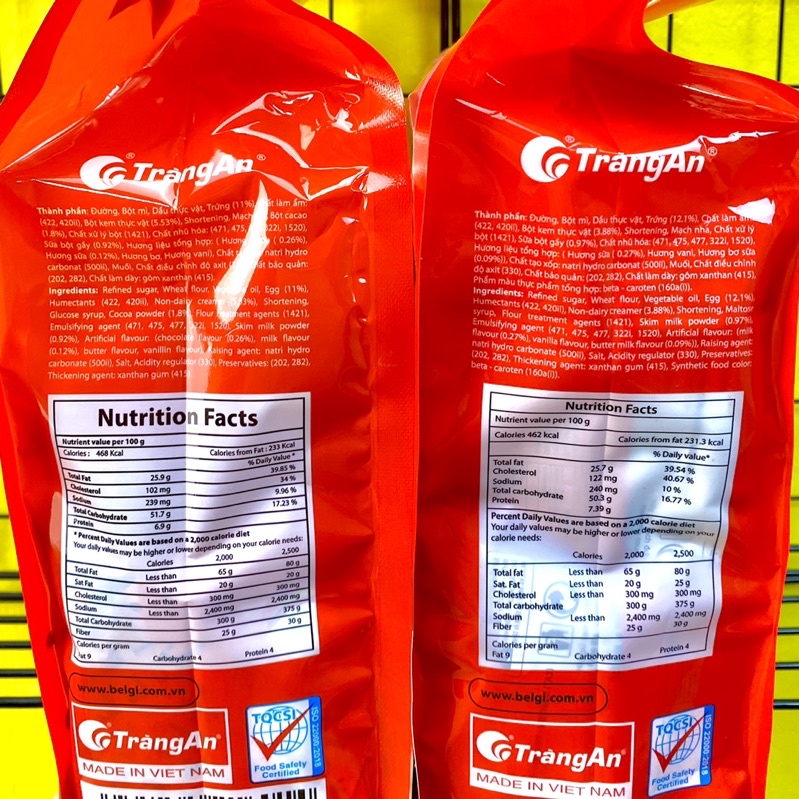 TràngAn®
Thành phần: Đường, Bột mì, Dầu thực vật, Trứng (11%), Chất làm ẩm:
(422, 420ii), Bột kem thực vật (5.53%), Shortening, Mạch Bột cacao
(1.8%), Chất xử lý bột (1421), Chất nhũ hóa: (471, 322i, 1520),
Sữa bột gầy (0.92%), Hương liệu tổng hợp: ( Hương 0.26%),
Hương sữa (0.12%), Hương bơ, Hương vani), Chất natri hydro
carbonat (500ii), Muối, Chất điều chỉnh độ axit Chất bảo quản:
(202, 282), Chất làm dày: gôm xanthan (415).
Ingredients: Refined sugar, Wheat flour, oil, Egg (11%),
Humectants (422, 420ii), Non-dairy creamer Shortening,
Glucose syrup, Cocoa powder (1.8%), Flour treatment agents (1421),
Emulsifying agent (471, 475, 477, 322i, 1520), Skim milk powder
(0.92%), Artificial flavour: (chocolate flavour (0.26%), milk flavour
(0.12%), butter flavour, vanillin flavour), Raising agent: natri hydro
carbonate (500ii), Salt, Acidity regulator (330), Preservatives: (202, 282),
Thickening agent: xanthan gum (415).
Nutrition Facts
Nutrient value per 100 g
Calories : 468 Kcal Calories from Fat : 233 Kcal
% Daily Value *
Total Fat 25.9 g 39.85 %
Cholesterol 102 mg 34 %
Sodium 239 mg 9.96 %
Total Carbohydrate 51.7 g 17.23 %
Protein 6.9 g
* Percent Daily Values are based on a 2,000 calorie diet
Your daily values may be higher or lower depending on your calorie needs:
Calories 2,000 2,500
Total Fat Less than 65 g 80 g
Sat Fat Less than 20 g 20 g
Cholesterol Less than 300 mg 300 mg
Sodium Less than 2,400 mg 2,400 mg
Total Carbohydrate 300 g 375 g
Fiber 25 g 30 g
Calories per gram
Fat 9 Carbohydrate 4 Protein 4
www.belgi.com.vn
TràngAn®
MADE IN VIET NAM
TQCSI
Food Safety
Certified
ISO 22000:2018
TràngAn®
Thành phần: Đường, Bột mì, Dầu thực vật, Trứng (12.1%), Chất làm ẩm:
(422, 420ii), Bột kem thực vật (3.88%), Shortening, Mạch nha, Chất xử lý
bột (1421), Sữa bột gầy (0.97%), Chất nhũ hóa: (471, 475, 477, 322i, 1520),
Hương liệu tổng hợp: ( Hương sữa ( 0.27%), Hương vani, Hương bơ sữa
(0.09%)), Chất tạo xốp: natri hydro carbonat (500ii), Muối, Chất điều chỉnh
độ axit (330), Chất bảo quản: (202, 282), Chất làm dày: gôm xanthan (415),
Phẩm màu thực phẩm tổng hợp: beta - caroten (160a(i)).
Ingredients: Refined sugar, Wheat flour, Vegetable oil, Egg (12.1%),
Humectants (422, 420ii), Non-dairy creamer (3.88%), Shortening, Maltose
syrup, Flour treatment agents (1421), Skim milk powder (0.97%),
Emulsifying agent (471, 475, 477, 322i, 1520), Artificial flavour: (milk
flavour (0.27%), vanilla flavour, butter milk flavour (0.09%)), Raising agent:
natri hydro carbonate (500ii), Salt, Acidity regulator (330), Preservatives:
(202, 282), Thickening agent: xanthan gum (415), Synthetic food color:
beta - caroten (160a(i)).
Nutrition Facts
Nutrient value per 100 g
Calories 462 kcal Calories from fat 231.3 kcal
% Daily Value*
Total fat 25.7 g 39.54 %
Cholesterol 122 mg 40.67 %
Sodium 240 mg 10 %
Total carbohydrate 50.3 g 16.77 %
Protein 7.39 g
Percent Daily Values are based on a 2,000 calorie diet
Your daily values may be higher or lower depending on your
calorie needs:
Calories 2,000 2,500
Total fat Less than 65 g 80 g
Sat. Fat Less than 20 g 25 g
Cholesterol Less than 300 mg 300 mg
Total carbohydrate 300 g 375 g
Sodium Less than 2,400 mg 2,400 mg
Fiber 25 g 30 g
Calories per gram
Fat 9 Carbohydrate 4 Protein 4
www.belgi.com.vn
TràngAn®
MADE IN VIET NAM
TQCSI
Food Safety
Certified
ISO 22000:2018